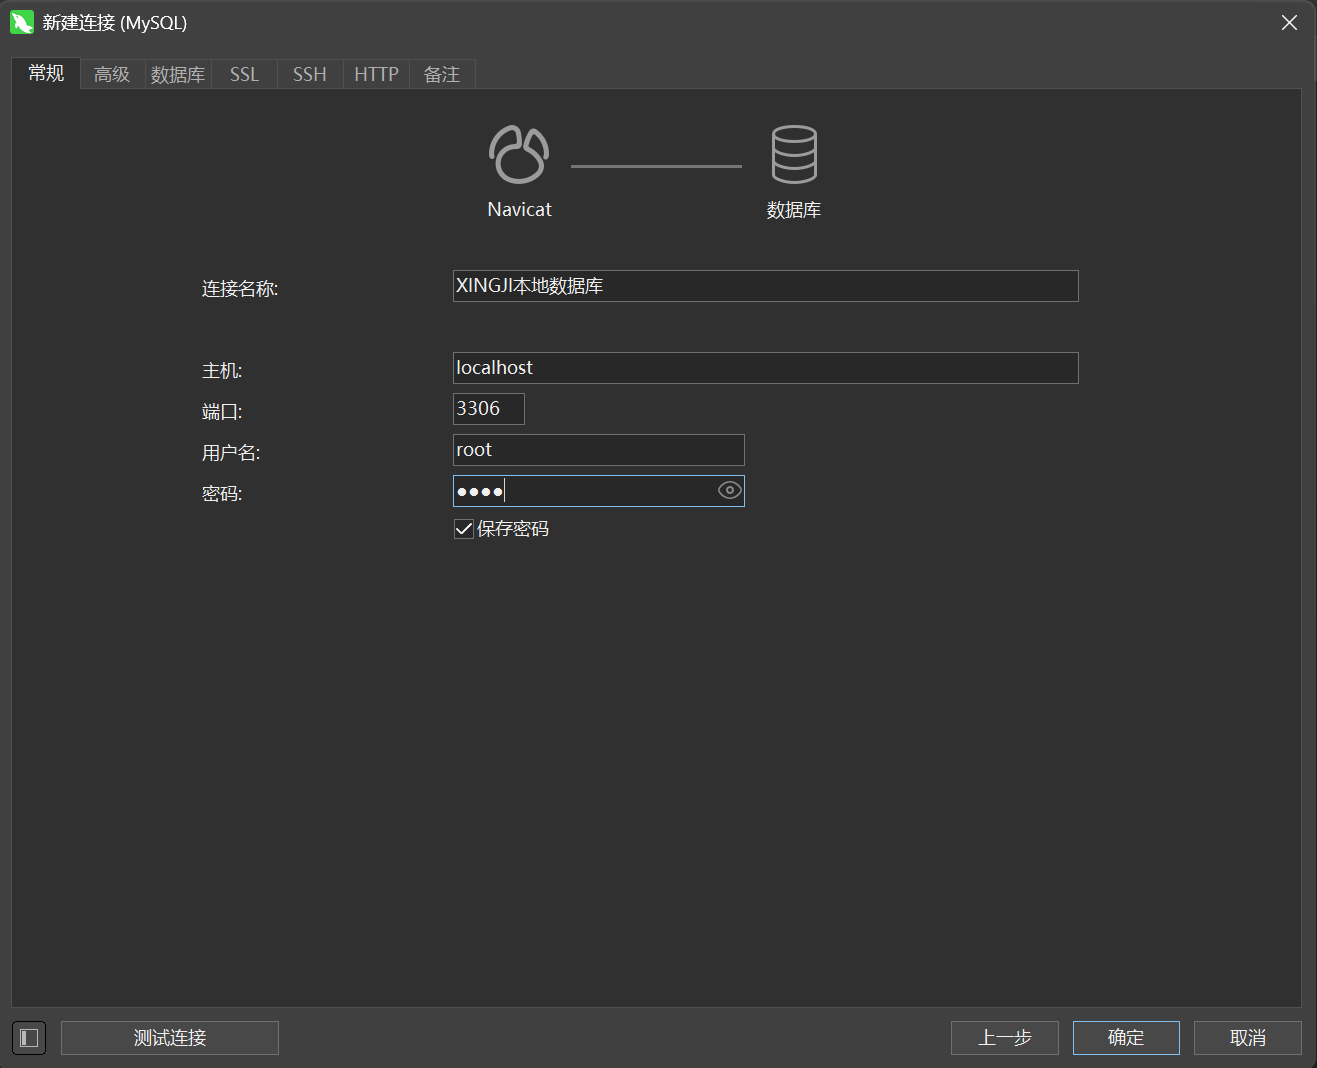 新建连接 (MySQL)
常规 高级 数据库 SSL SSH HTTP 备注
Navicat 数据库
连接名称: XINGJI本地数据库
主机: localhost
端口: 3306
用户名: root
密码: ●●●●
保存密码
测试连接 上一步 确定 取消